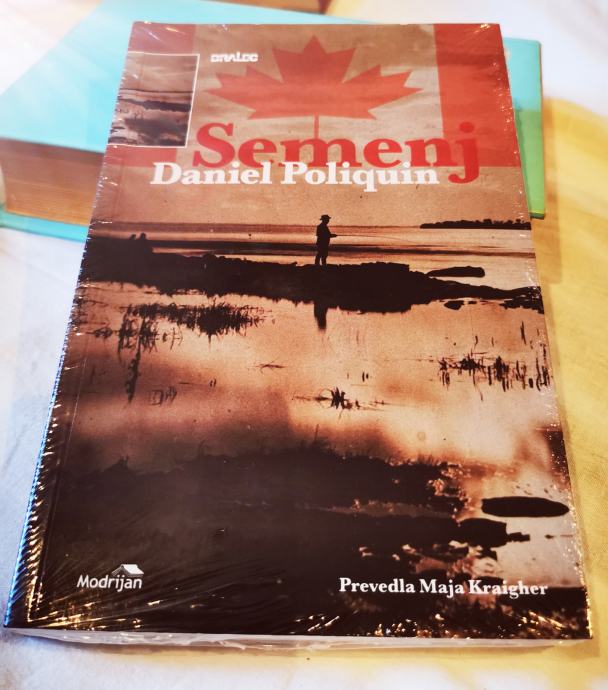 BRALEC
Semenj
Daniel Poliquin
Modrijan
Prevedla Maja Kraigher